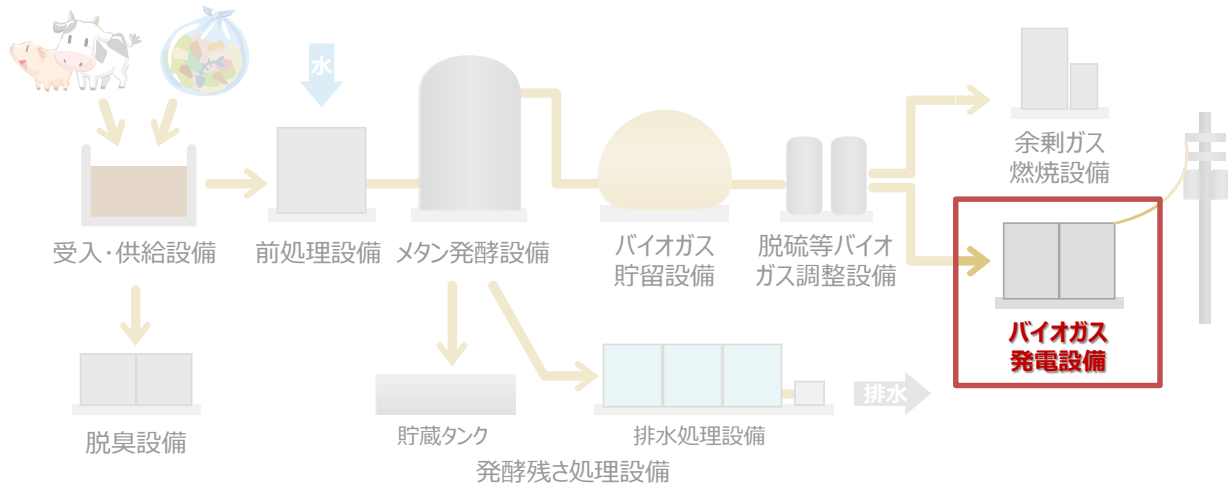 水
余剰ガス
燃焼設備
受入・供給設備
前処理設備
メタン発酵設備
バイオガス
貯留設備
脱硫等バイオ
ガス調整設備
バイオガス
発電設備
脱臭設備
貯蔵タンク
排水処理設備
排水
発酵残さ処理設備